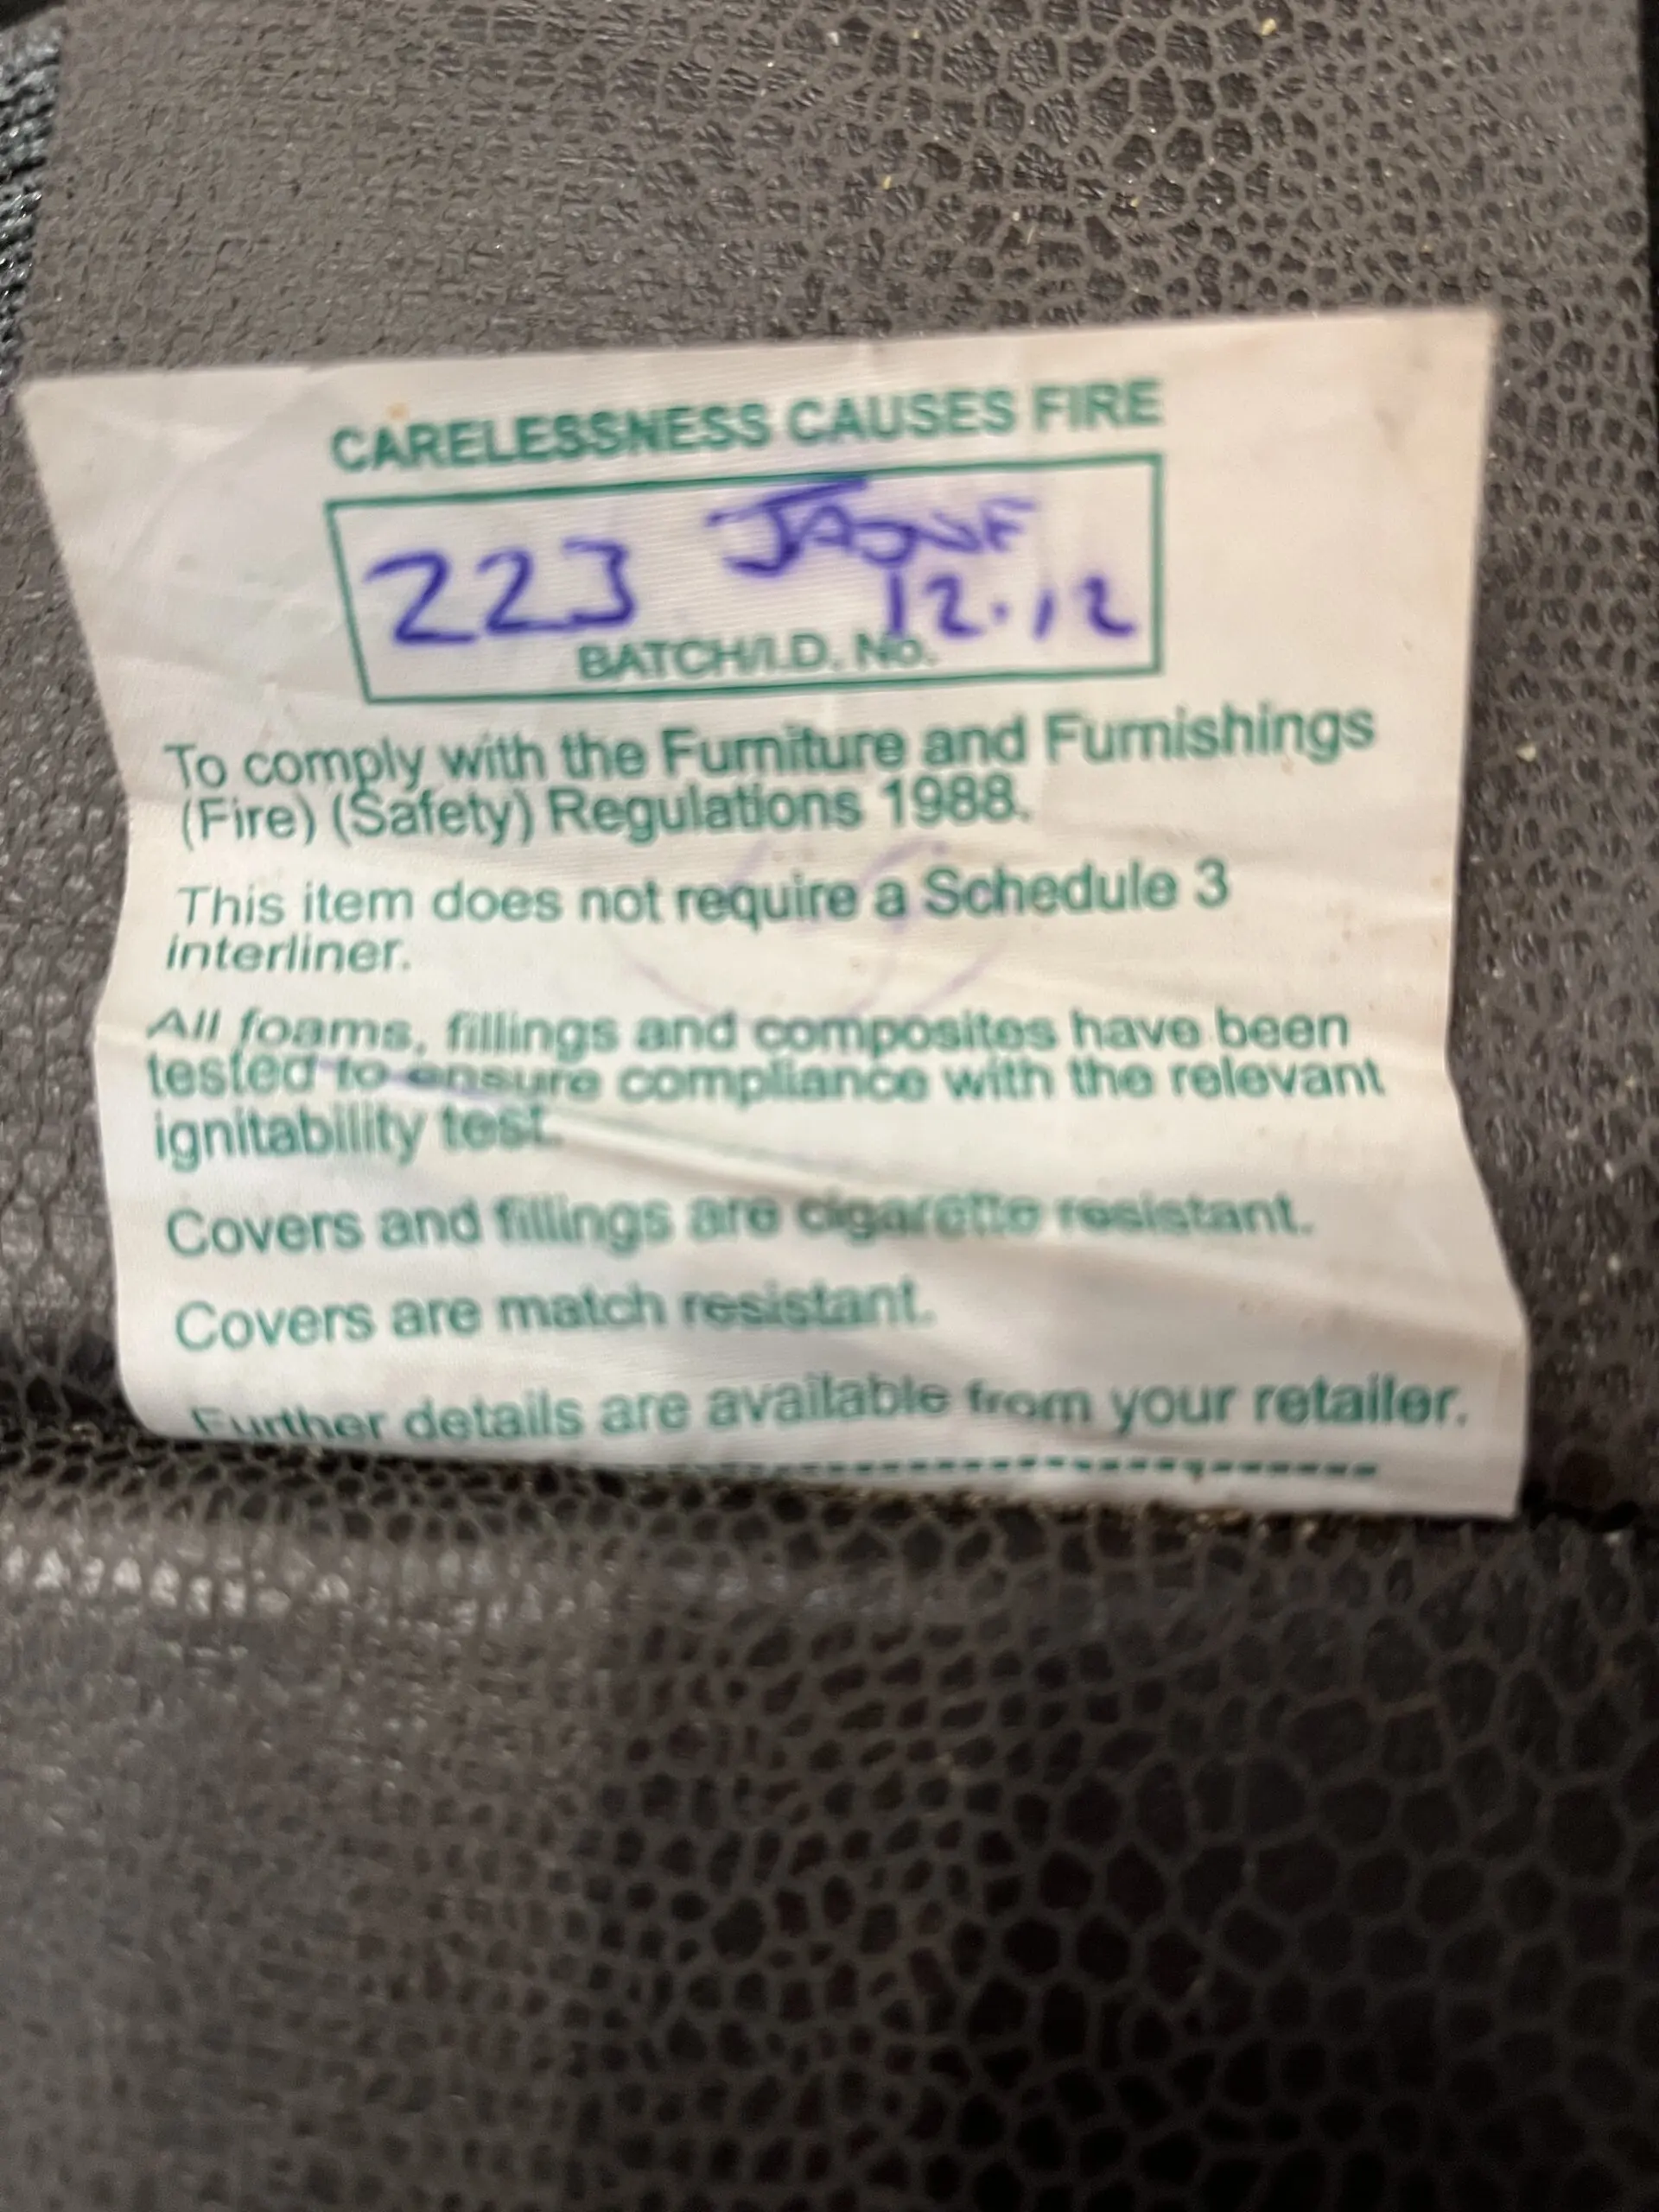 CARELESSNESS CAUSES FIRE
223
12.12
BATCH/I.D. No.
To comply with the Furniture and Furnishings
(Fire) (Safety) Regulations 1988.
This item does not require a Schedule 3
interliner.
All foams, fillings and composites have been
tested to ensure compliance with the relevant
ignitability test.
Covers and fillings are cigarette resistant.
Covers are match resistant.
Further details are available from your retailer.